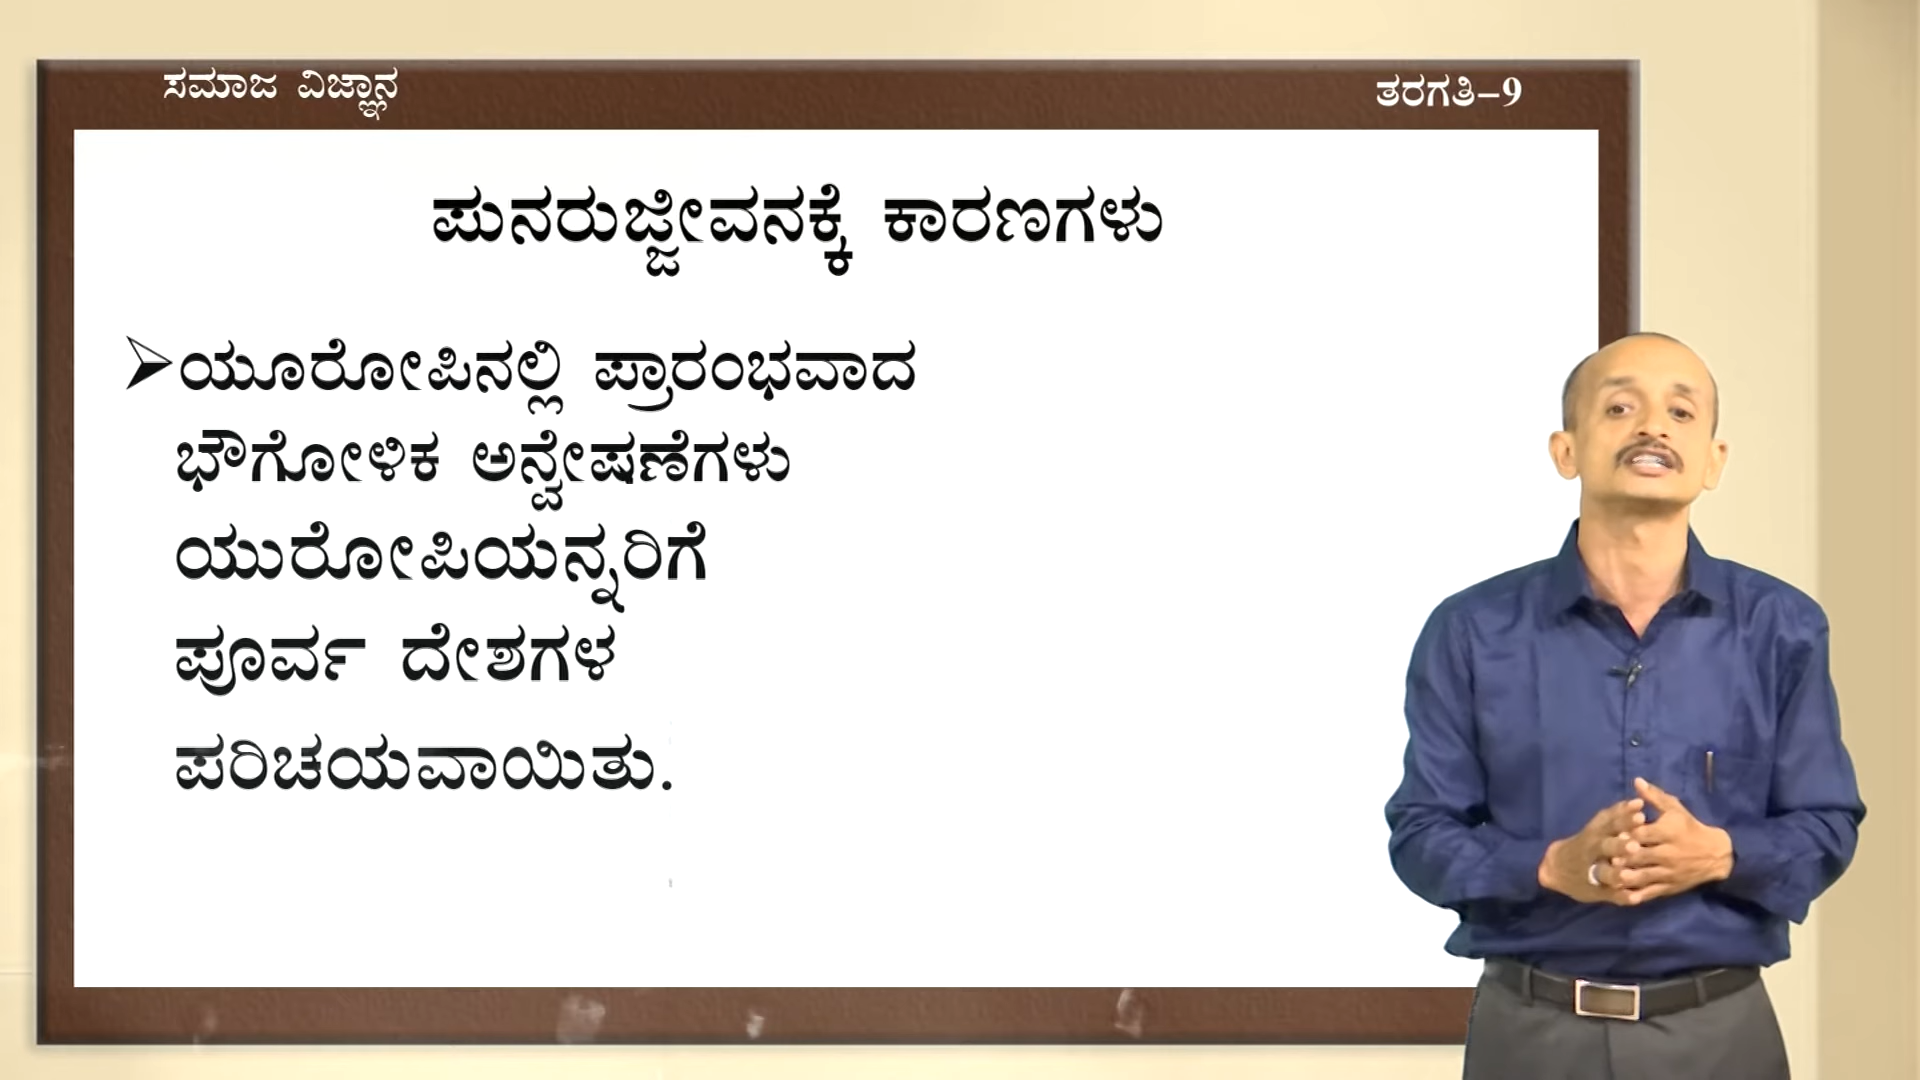 ಸಮಾಜ ವಿಜ್ಞಾನ
ತರಗತಿ–9
ಪುನರುಜ್ಜೀವನಕ್ಕೆ ಕಾರಣಗಳು
➢ಯೂರೋಪಿನಲ್ಲಿ ಪ್ರಾರಂಭವಾದ
ಭೌಗೋಳಿಕ ಅನ್ವೇಷಣೆಗಳು
ಯುರೋಪಿಯನ್ನರಿಗೆ
ಪೂರ್ವ ದೇಶಗಳ
ಪರಿಚಯವಾಯಿತು.